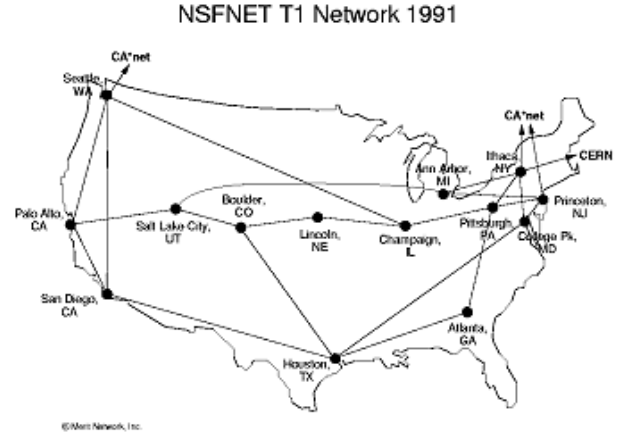 NSFNET T1 Network 1991
CA*net
Seattle,
WA
CA*net
Ithaca,
NY
CERN
Ann Arbor,
MI
Boulder,
CO
Princeton,
NJ
Palo Alto,
CA
Salt Lake City,
UT
Lincoln,
NE
Champaign,
IL
Pittsburgh,
PA
College Pk,
MD
San Diego,
CA
Atlanta,
GA
Houston,
TX
©Merit Network, Inc.